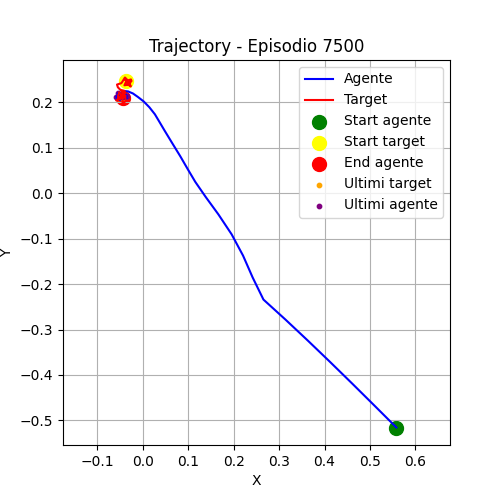 Trajectory - Episodio 7500
Agente
Target
Start agente
Start target
End agente
Ultimi target
Ultimi agente
0.2
0.1
0.0
−0.1
−0.2
−0.3
−0.4
−0.5
Y
−0.1
0.0
0.1
0.2
0.3
0.4
0.5
0.6
X